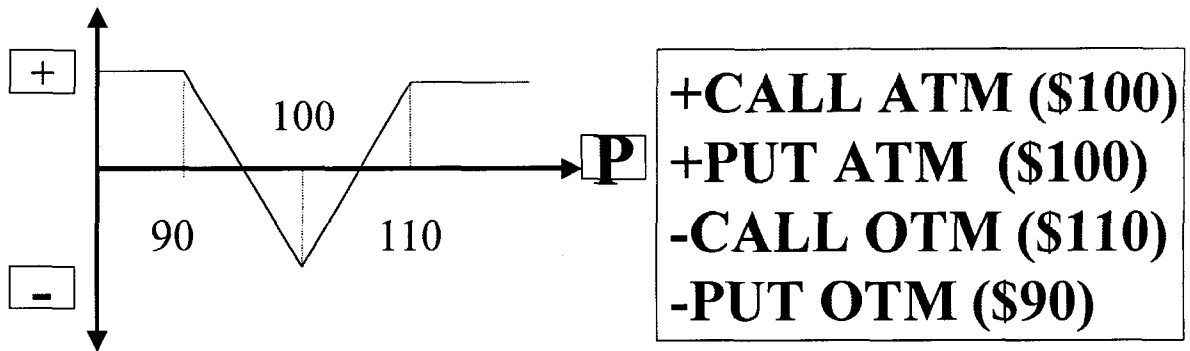 +
100
90
110
-
P
+CALL ATM ($100)
+PUT ATM ($100)
-CALL OTM ($110)
-PUT OTM ($90)